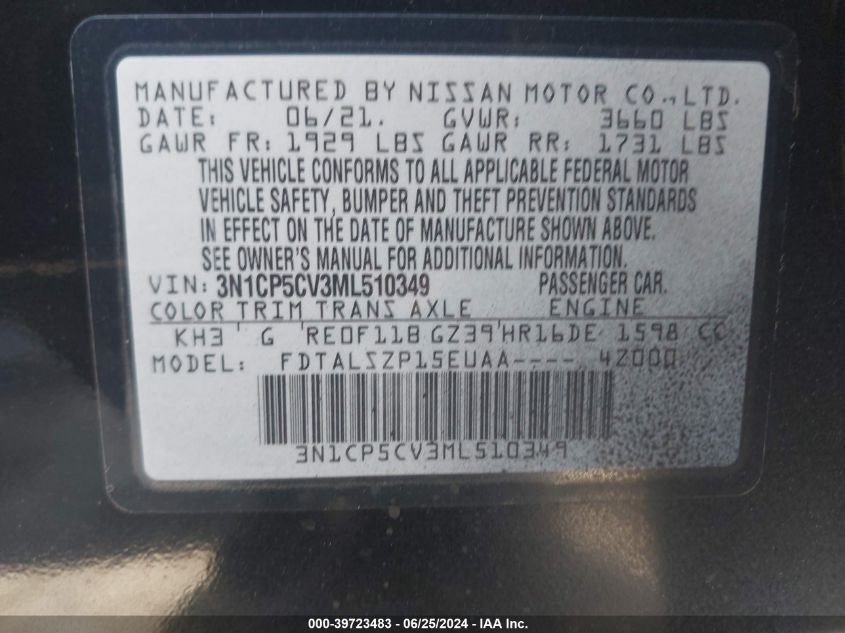 MANUFACTURED BY NISSAN MOTOR CO.,LTD.
DATE: 06/21. GVWR: 3660 LBS
GAWR FR: 1929 LBS GAWR RR: 1731 LBS
THIS VEHICLE CONFORMS TO ALL APPLICABLE FEDERAL MOTOR
VEHICLE SAFETY, BUMPER AND THEFT PREVENTION STANDARDS
IN EFFECT ON THE DATE OF MANUFACTURE SHOWN ABOVE.
SEE OWNER'S MANUAL FOR ADDITIONAL INFORMATION.
VIN: 3N1CP5CV3ML510349 PASSENGER CAR.
COLOR TRIM TRANS AXLE ENGINE
KH3 G RE0F11B GZ39 HR16DE 1598 CC
MODEL: FDTALSZP15EUAA---- 42000
3N1CP5CV3ML510349
000-39723483 - 06/25/2024 - IAA Inc.